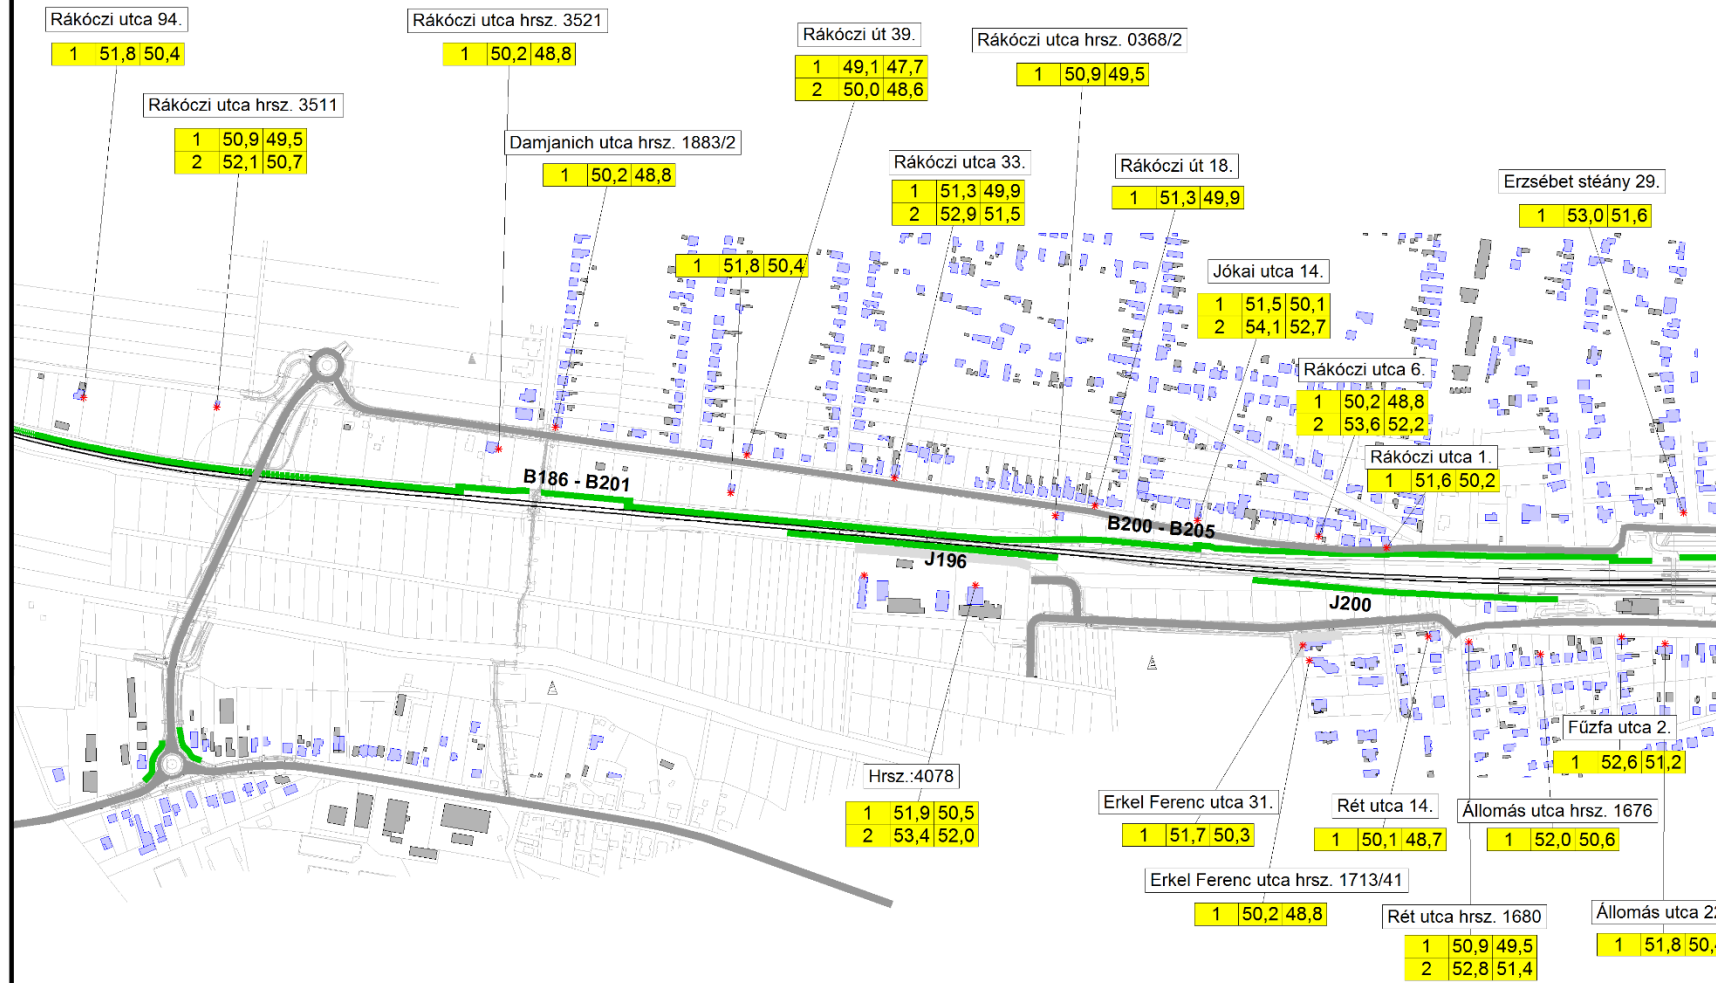 Rákóczi utca 94.
1 51,8 50,4
Rákóczi utca hrsz. 3511
1 50,9 49,5
2 52,1 50,7
Rákóczi utca hrsz. 3521
1 50,2 48,8
Damjanich utca hrsz. 1883/2
1 50,2 48,8
Rákóczi út 39.
1 49,1 47,7
2 50,0 48,6
1 51,8 50,4
Rákóczi utca 33.
1 51,3 49,9
2 52,9 51,5
Rákóczi utca hrsz. 0368/2
1 50,9 49,5
Rákóczi út 18.
1 51,3 49,9
Jókai utca 14.
1 51,5 50,1
2 54,1 52,7
Rákóczi utca 6.
1 50,2 48,8
2 53,6 52,2
Rákóczi utca 1.
1 51,6 50,2
Erzsébet stéány 29.
1 53,0 51,6
B186 - B201
B200 - B205
J196
J200
Hrsz.:4078
1 51,9 50,5
2 53,4 52,0
Erkel Ferenc utca 31.
1 51,7 50,3
Erkel Ferenc utca hrsz. 1713/41
1 50,2 48,8
Rét utca 14.
1 50,1 48,7
Rét utca hrsz. 1680
1 50,9 49,5
2 52,8 51,4
Fűzfa utca 2.
1 52,6 51,2
Állomás utca hrsz. 1676
1 52,0 50,6
Állomás utca 22
1 51,8 50,4